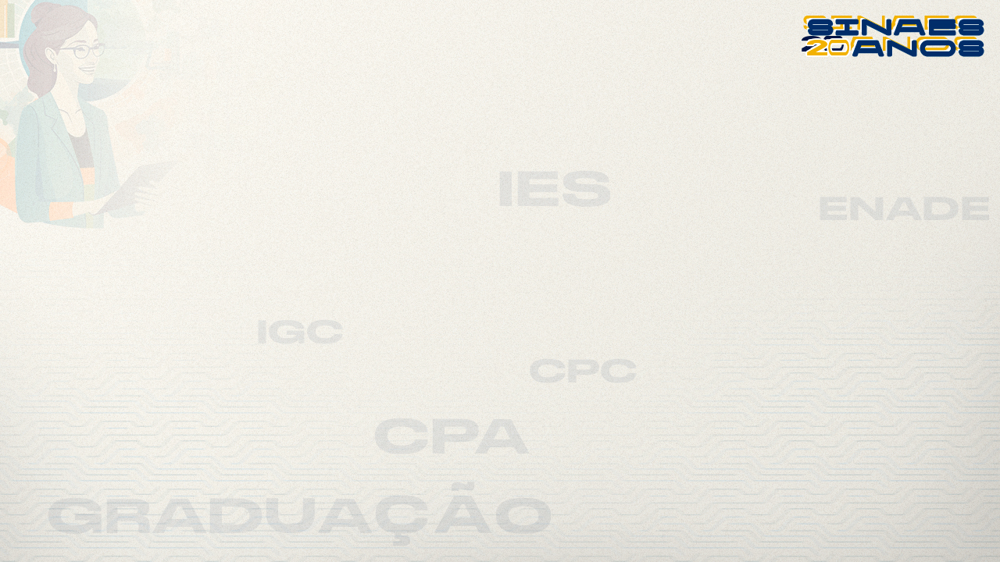 SINAES
20 ANOS
IES
ENADE
IGC
CPC
CPA
GRADUAÇÃO